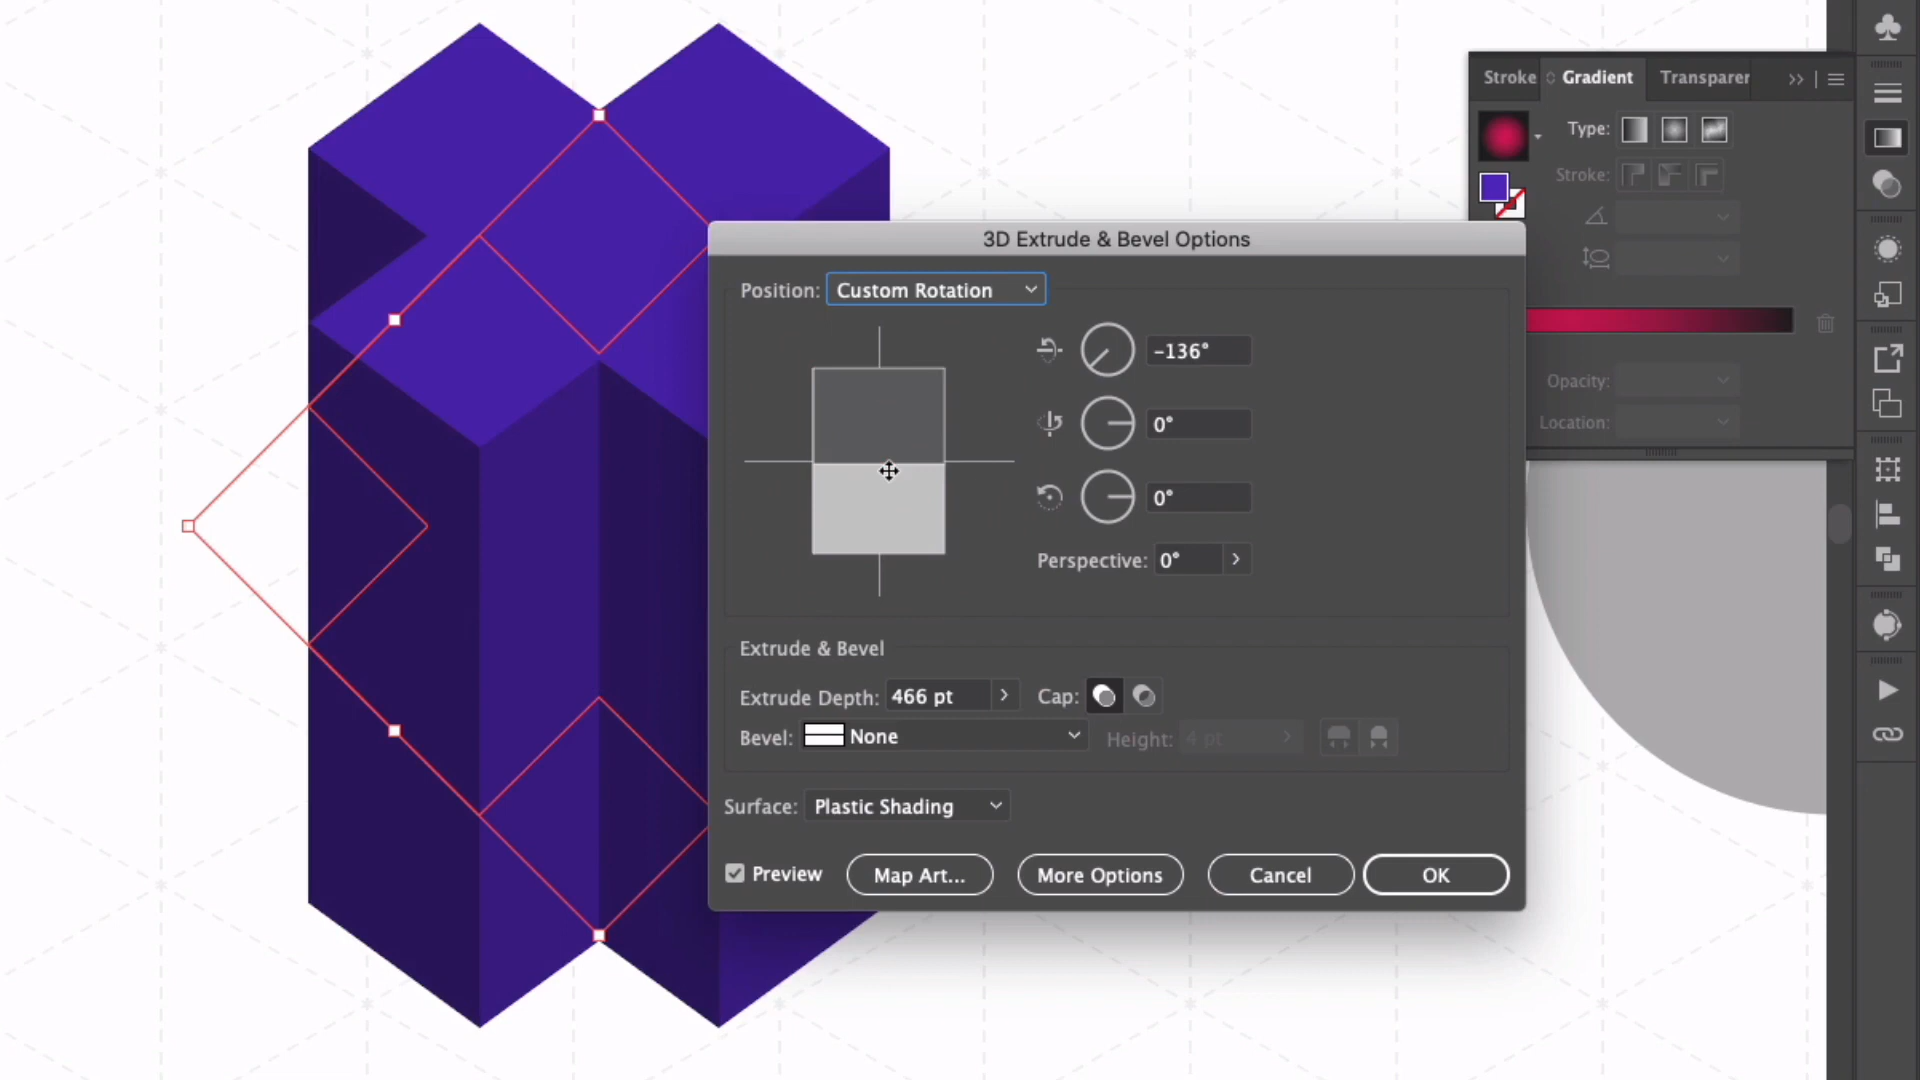 Stroke Gradient Transparer
Type:
Stroke:
3D Extrude & Bevel Options
Position: Custom Rotation
-136°
0°
0°
Perspective: 0°
Opacity:
Location:
Extrude & Bevel
Extrude Depth: 466 pt Cap:
Bevel: None Height: 4 pt
Surface: Plastic Shading
Preview Map Art... More Options Cancel OK